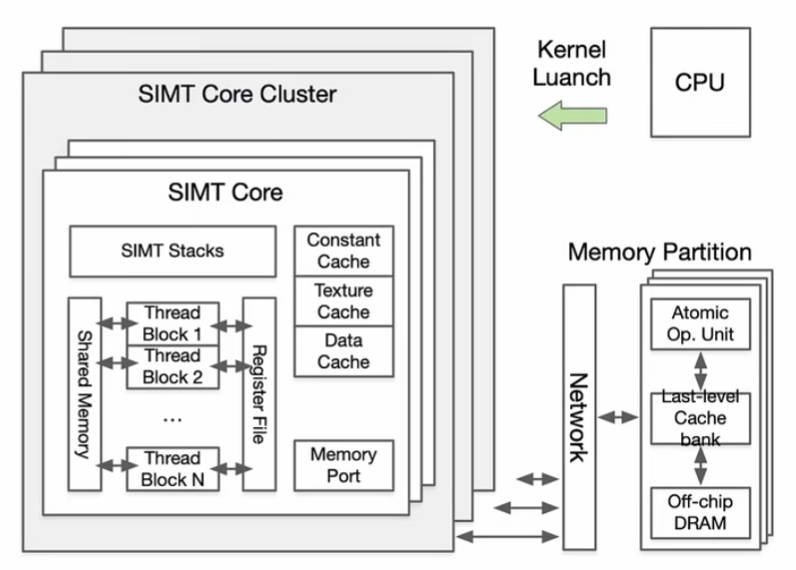 SIMT Core Cluster
SIMT Core
SIMT Stacks
Constant
Cache
Texture
Cache
Data
Cache
Shared Memory
Thread
Block 1
Thread
Block 2
...
Thread
Block N
Register File
Memory
Port
Kernel
Luanch
CPU
Memory Partition
Network
Atomic
Op. Unit
Last-level
Cache
bank
Off-chip
DRAM